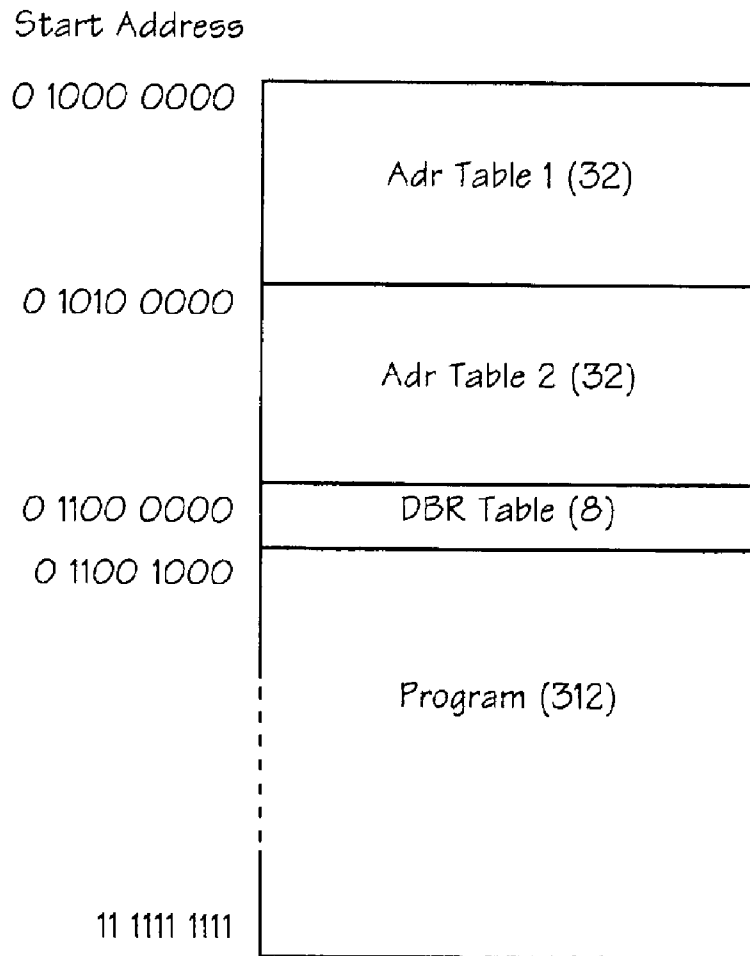 Start Address
0 1000 0000
Adr Table 1 (32)
0 1010 0000
Adr Table 2 (32)
0 1100 0000
DBR Table (8)
0 1100 1000
Program (312)
11 1111 1111